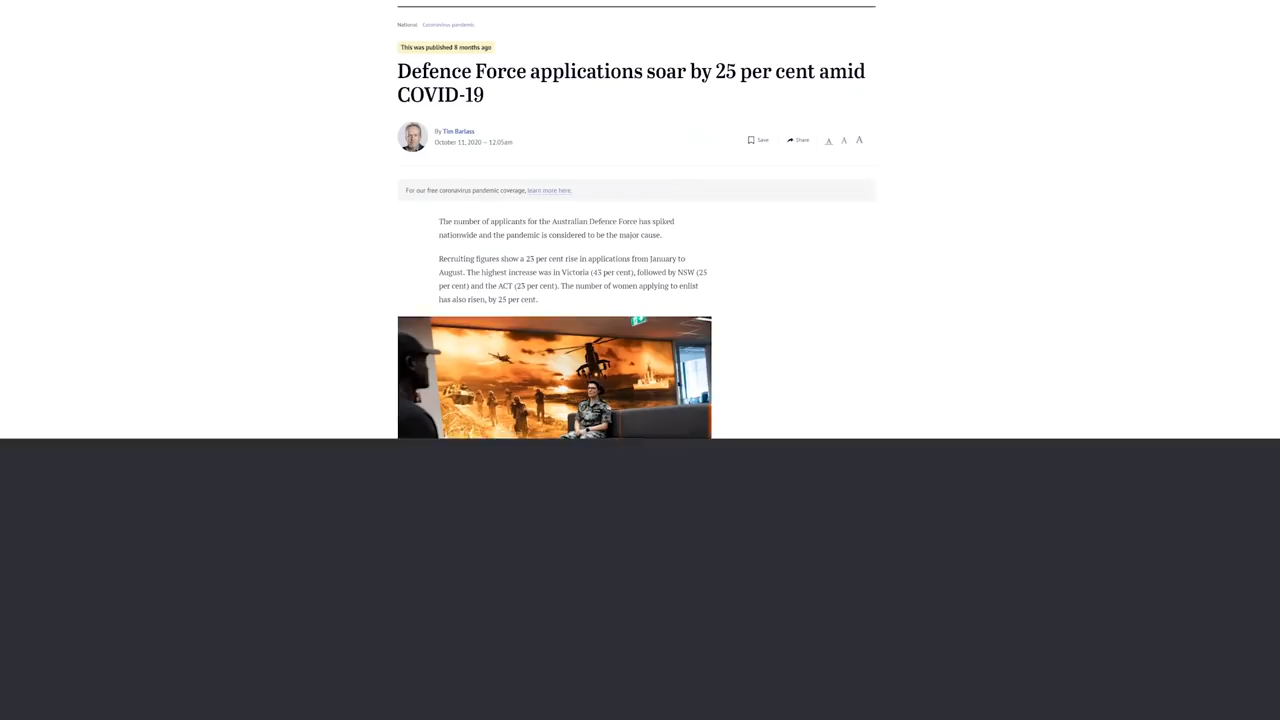 National Coronavirus pandemic
This was published 8 months ago
Defence Force applications soar by 25 per cent amid
COVID-19
By Tim Barlass
October 11, 2020 — 12.05am
Save Share A A A
For our free coronavirus pandemic coverage, learn more here.
The number of applicants for the Australian Defence Force has spiked
nationwide and the pandemic is considered to be the major cause.
Recruiting figures show a 23 per cent rise in applications from January to
August. The highest increase was in Victoria (43 per cent), followed by NSW (25
per cent) and the ACT (23 per cent). The number of women applying to enlist
has also risen, by 25 per cent.